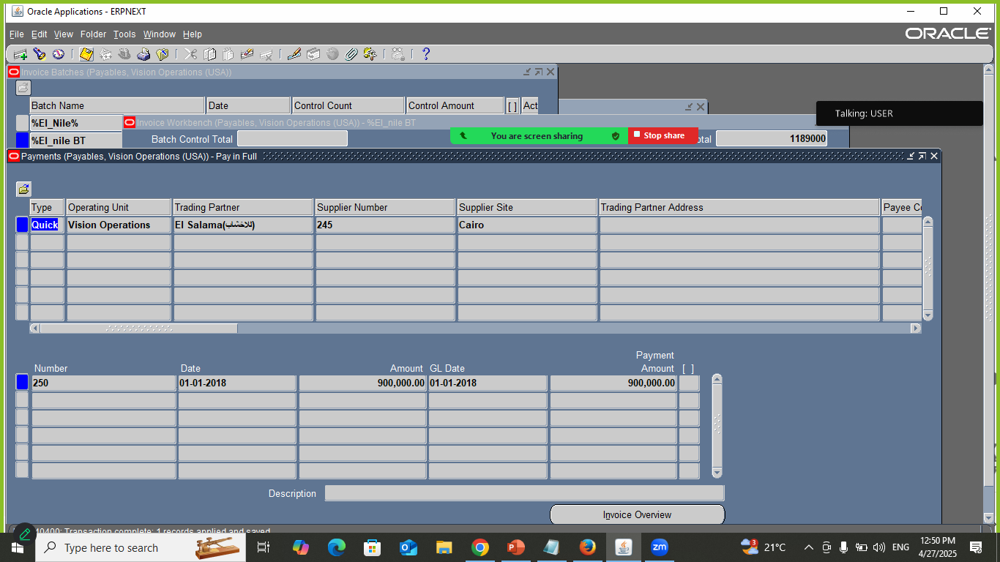 Oracle Applications - ERPNEXT
File Edit View Folder Tools Window Help
ORACLE
Invoice Batches (Payables, Vision Operations (USA))
Batch Name Date Control Count Control Amount [ ] Act
Talking: USER
%El_Nile%
Invoice Workbench (Payables, Vision Operations (USA)) - %El_nile BT
%El_nile BT
Batch Control Total
You are screen sharing
Stop share
otal 1189000
Payments (Payables, Vision Operations (USA)) - Pay in Full
Type Operating Unit Trading Partner Supplier Number Supplier Site Trading Partner Address Payee Co
Quick Vision Operations El Salama(للاخشاب) 245 Cairo
Payment
Number Date Amount GL Date Amount [ ]
250 01-01-2018 900,000.00 01-01-2018 900,000.00
Description
Invoice Overview
40400: Transaction complete: 1 records applied and saved.
Type here to search
zm
3
21°C
ENG
12:50 PM
4/27/2025